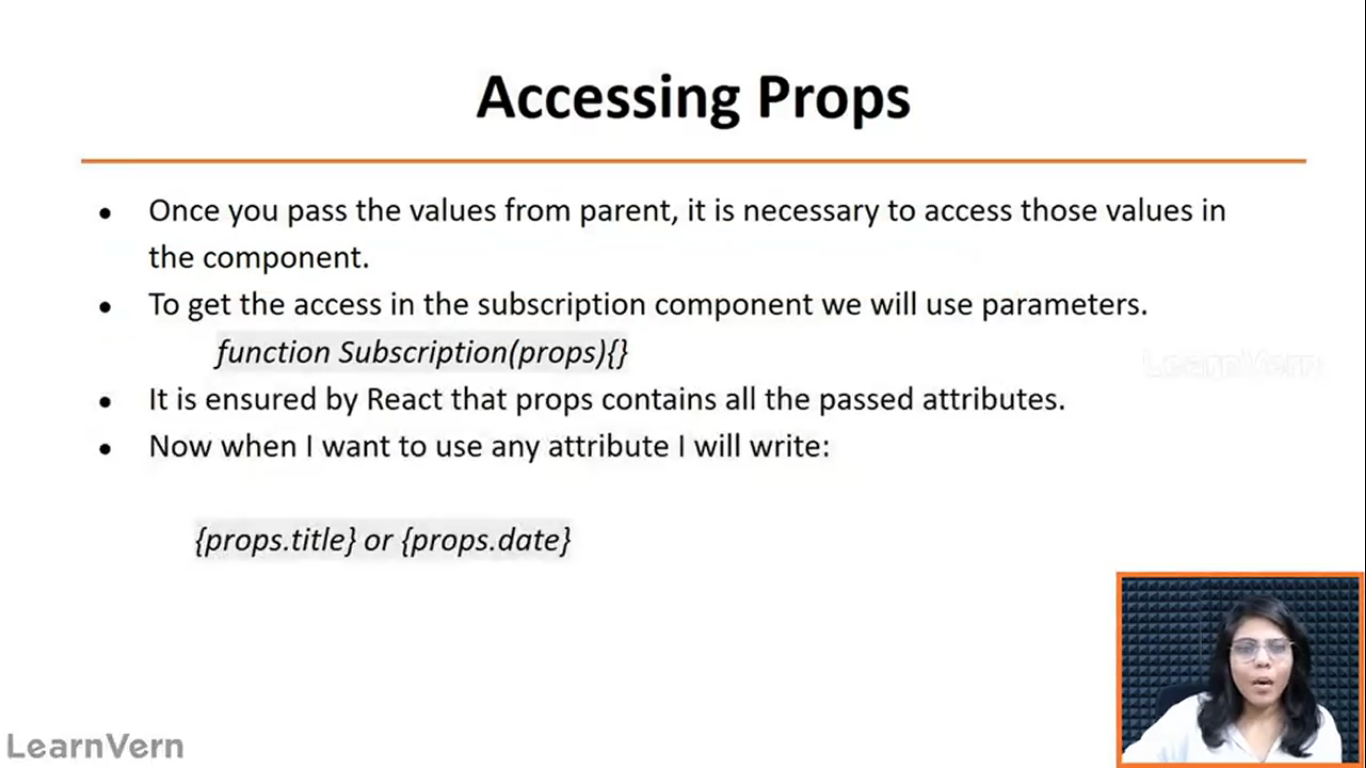 Accessing Props
• Once you pass the values from parent, it is necessary to access those values in
the component.
• To get the access in the subscription component we will use parameters.
function Subscription(props){}
LearnVern
• It is ensured by React that props contains all the passed attributes.
• Now when I want to use any attribute I will write:
{props.title} or {props.date}
LearnVern